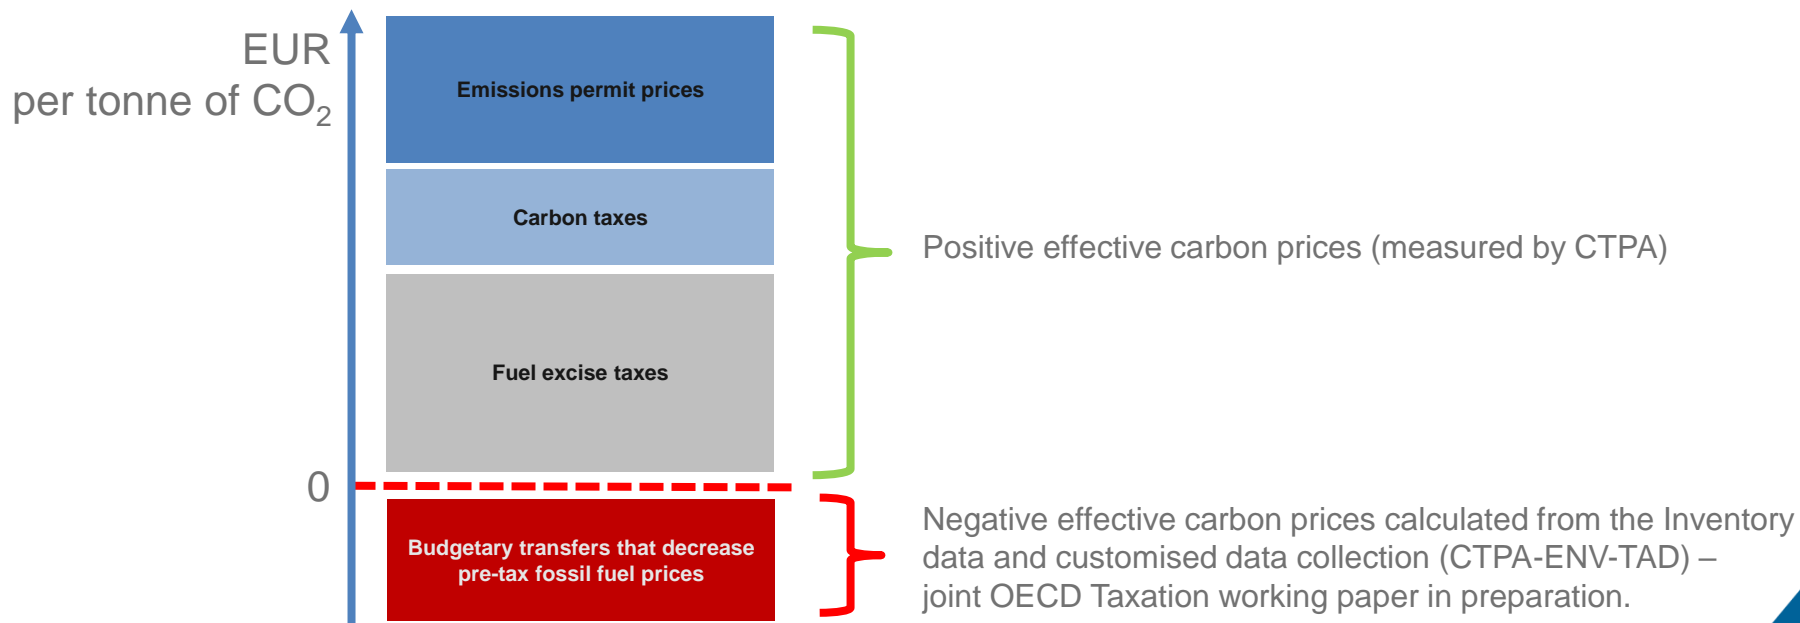 EUR
per tonne of CO₂
Emissions permit prices
Carbon taxes
Positive effective carbon prices (measured by CTPA)
Fuel excise taxes
0
Budgetary transfers that decrease
pre-tax fossil fuel prices
Negative effective carbon prices calculated from the Inventory
data and customised data collection (CTPA-ENV-TAD) –
joint OECD Taxation working paper in preparation.